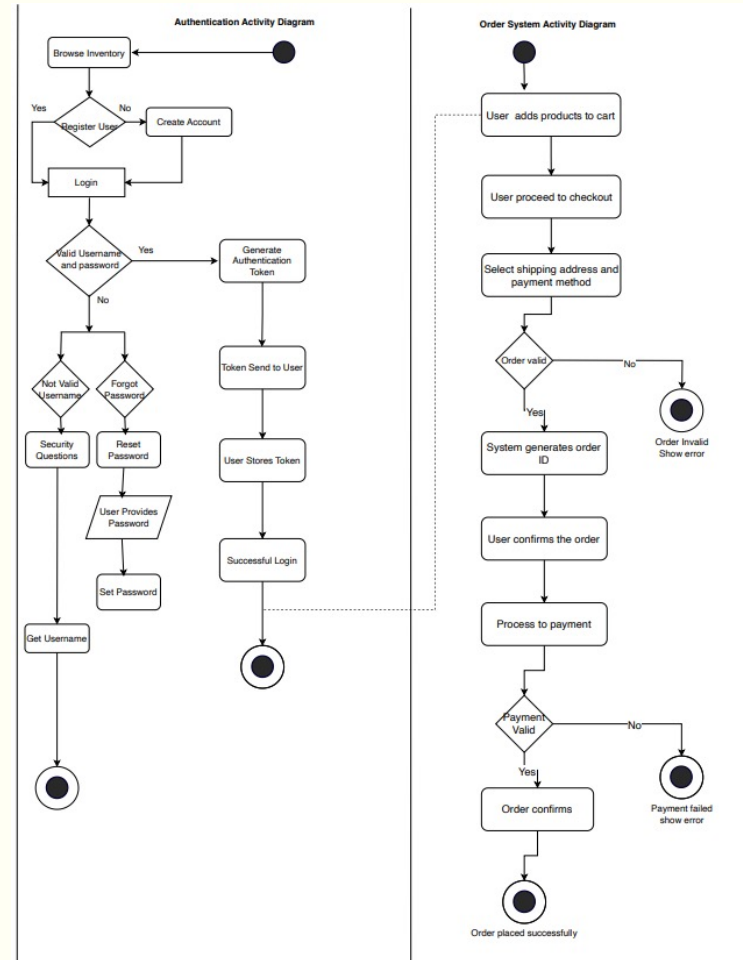 Authentication Activity Diagram
Browse Inventory
Yes
No
Register User
Create Account
Login
Valid Username
and password
Yes
Generate
Authentication
Token
No
Token Send to User
Not Valid
Username
Forgot
Password
Security
Questions
Reset
Password
User Stores Token
User Provides
Password
Successful Login
Set Password
Get Username
Order System Activity Diagram
User adds products to cart
User proceed to checkout
Select shipping address and
payment method
Order valid
No
Yes
Order Invalid
Show error
System generates order
ID
User confirms the order
Process to payment
Payment
Valid
No
Yes
Payment failed
show error
Order confirms
Order placed successfully